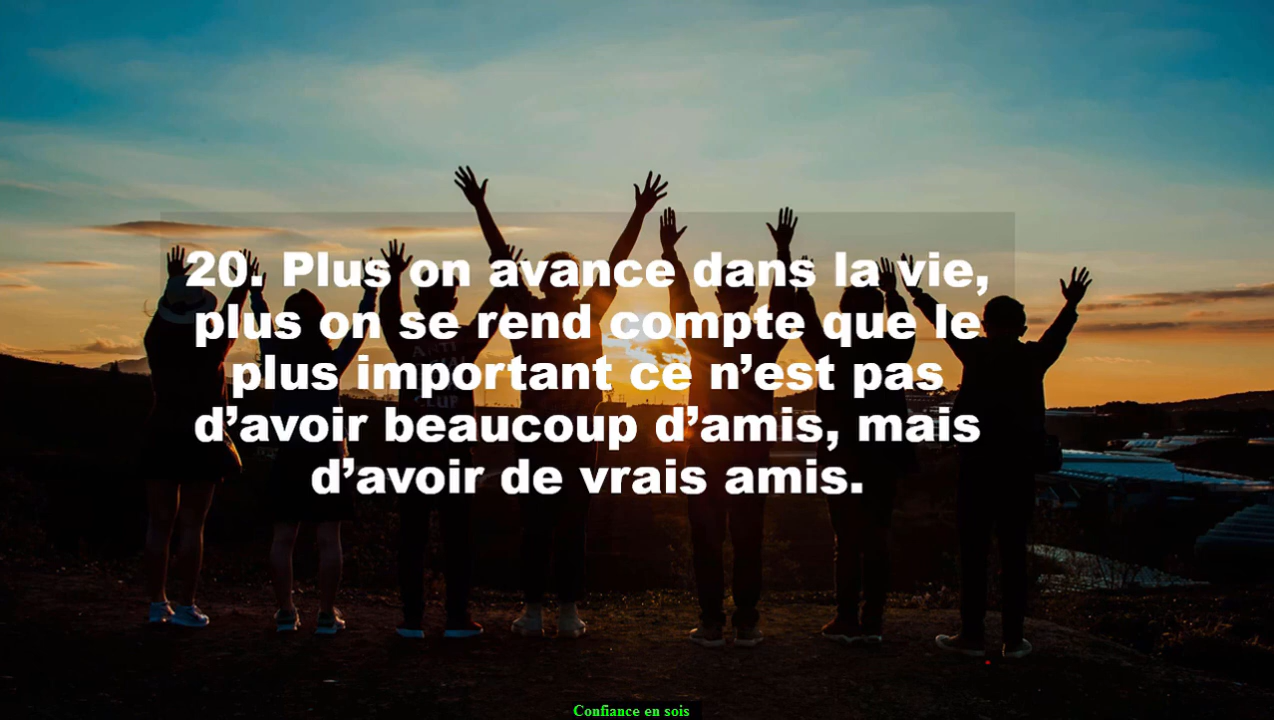 20. Plus on avance dans la vie,
plus on se rend compte que le
plus important ce n’est pas
d’avoir beaucoup d’amis, mais
d’avoir de vrais amis.
Confiance en sois